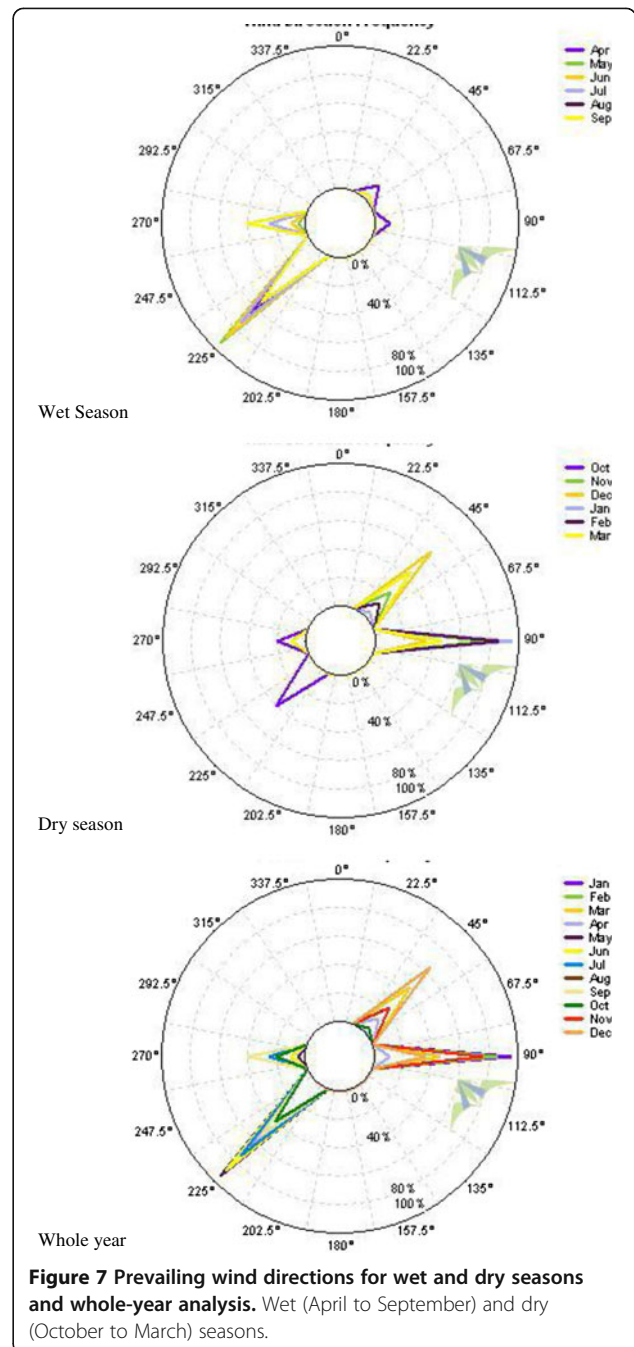 Wind Direction Frequency
0°
337.5°
22.5°
315°
45°
292.5°
67.5°
270°
90°
247.5°
112.5°
225°
135°
202.5°
157.5°
180°
0%
40%
80%
100%
Apr
May
Jun
Jul
Aug
Sep
Wet Season
0°
337.5°
22.5°
315°
45°
292.5°
67.5°
270°
90°
247.5°
112.5°
225°
135°
202.5°
157.5°
180°
0%
40%
80%
100%
Oct
Nov
Dec
Jan
Feb
Mar
Dry season
0°
337.5°
22.5°
315°
45°
292.5°
67.5°
270°
90°
247.5°
112.5°
225°
135°
202.5°
157.5°
180°
0%
40%
80%
100%
Jan
Feb
Mar
Apr
May
Jun
Jul
Aug
Sep
Oct
Nov
Dec
Whole year
Figure 7 Prevailing wind directions for wet and dry seasons
and whole-year analysis. Wet (April to September) and dry
(October to March) seasons.